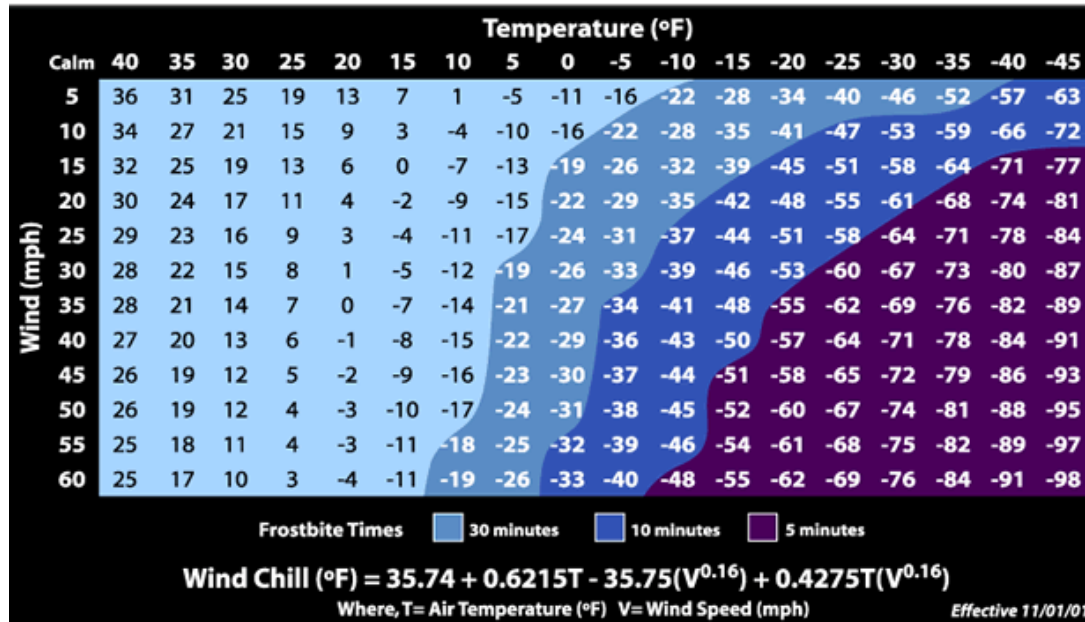 Temperature (ºF)
Calm 40 35 30 25 20 15 10 5 0 -5 -10 -15 -20 -25 -30 -35 -40 -45
5 36 31 25 19 13 7 1 -5 -11 -16 -22 -28 -34 -40 -46 -52 -57 -63
10 34 27 21 15 9 3 -4 -10 -16 -22 -28 -35 -41 -47 -53 -59 -66 -72
15 32 25 19 13 6 0 -7 -13 -19 -26 -32 -39 -45 -51 -58 -64 -71 -77
20 30 24 17 11 4 -2 -9 -15 -22 -29 -35 -42 -48 -55 -61 -68 -74 -81
Wind (mph)
25 29 23 16 9 3 -4 -11 -17 -24 -31 -37 -44 -51 -58 -64 -71 -78 -84
30 28 22 15 8 1 -5 -12 -19 -26 -33 -39 -46 -53 -60 -67 -73 -80 -87
35 28 21 14 7 0 -7 -14 -21 -27 -34 -41 -48 -55 -62 -69 -76 -82 -89
40 27 20 13 6 -1 -8 -15 -22 -29 -36 -43 -50 -57 -64 -71 -78 -84 -91
45 26 19 12 5 -2 -9 -16 -23 -30 -37 -44 -51 -58 -65 -72 -79 -86 -93
50 26 19 12 4 -3 -10 -17 -24 -31 -38 -45 -52 -60 -67 -74 -81 -88 -95
55 25 18 11 4 -3 -11 -18 -25 -32 -39 -46 -54 -61 -68 -75 -82 -89 -97
60 25 17 10 3 -4 -11 -19 -26 -33 -40 -48 -55 -62 -69 -76 -84 -91 -98
Frostbite Times 30 minutes 10 minutes 5 minutes
Wind Chill (ºF) = 35.74 + 0.6215T - 35.75(V^0.16) + 0.4275T(V^0.16)
Where, T= Air Temperature (ºF) V= Wind Speed (mph) Effective 11/01/01